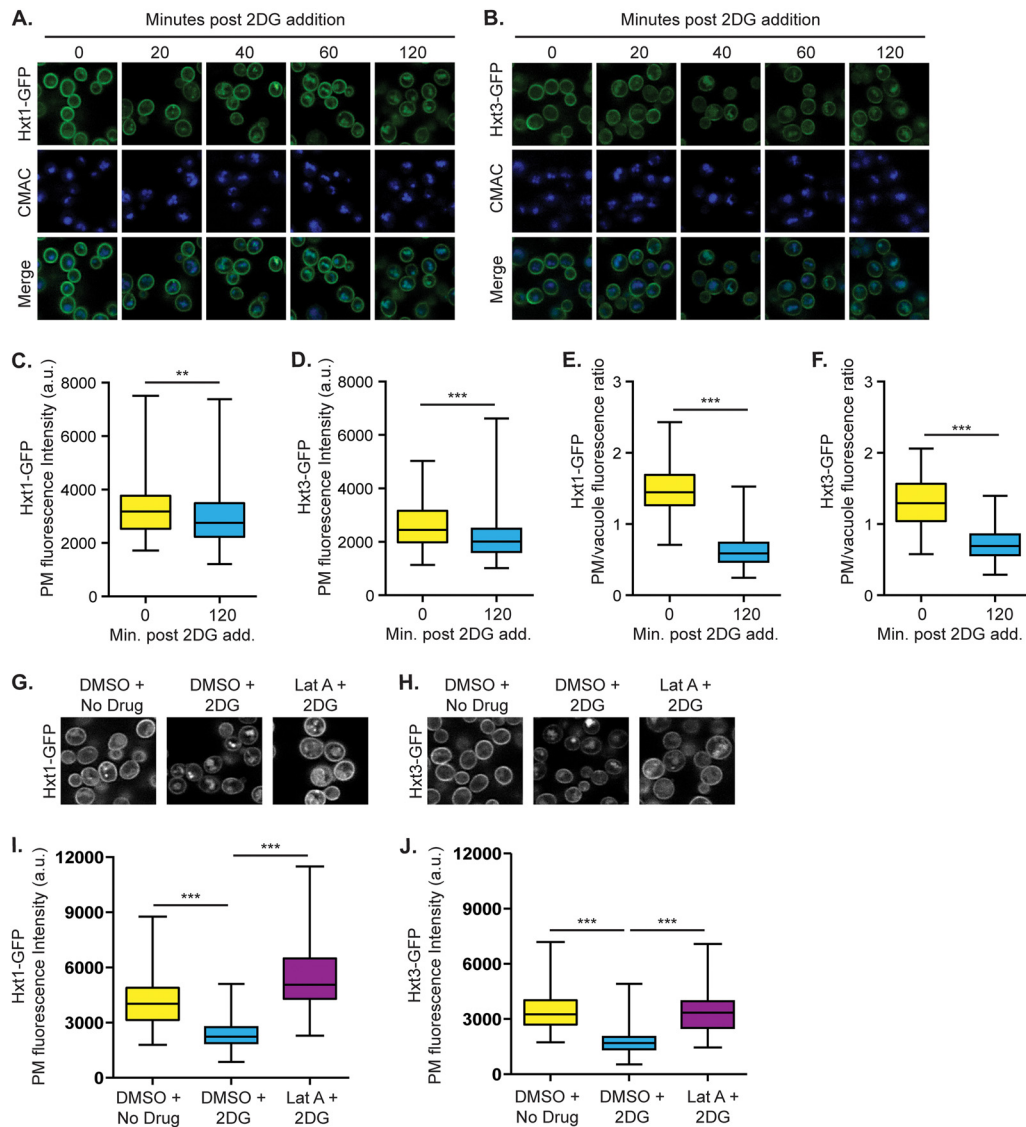 A.
Minutes post 2DG addition
0 20 40 60 120
Hxt1-GFP
CMAC
Merge
B.
Minutes post 2DG addition
0 20 40 60 120
Hxt3-GFP
CMAC
Merge
C.
Hxt1-GFP
PM fluorescence Intensity (a.u.)
8000
6000
4000
2000
0
**
0 120
Min. post 2DG add.
D.
Hxt3-GFP
PM fluorescence Intensity (a.u.)
8000
6000
4000
2000
0
***
0 120
Min. post 2DG add.
E.
Hxt1-GFP
PM/vacuole fluorescence ratio
3
2
1
0
***
0 120
Min. post 2DG add.
F.
Hxt3-GFP
PM/vacuole fluorescence ratio
3
2
1
0
***
0 120
Min. post 2DG add.
G.
DMSO +
No Drug
DMSO +
2DG
Lat A +
2DG
Hxt1-GFP
H.
DMSO +
No Drug
DMSO +
2DG
Lat A +
2DG
Hxt3-GFP
I.
Hxt1-GFP
PM fluorescence Intensity (a.u.)
12000
9000
6000
3000
0
***
***
DMSO +
No Drug
DMSO +
2DG
Lat A +
2DG
J.
Hxt3-GFP
PM fluorescence Intensity (a.u.)
12000
9000
6000
3000
0
***
***
DMSO +
No Drug
DMSO +
2DG
Lat A +
2DG